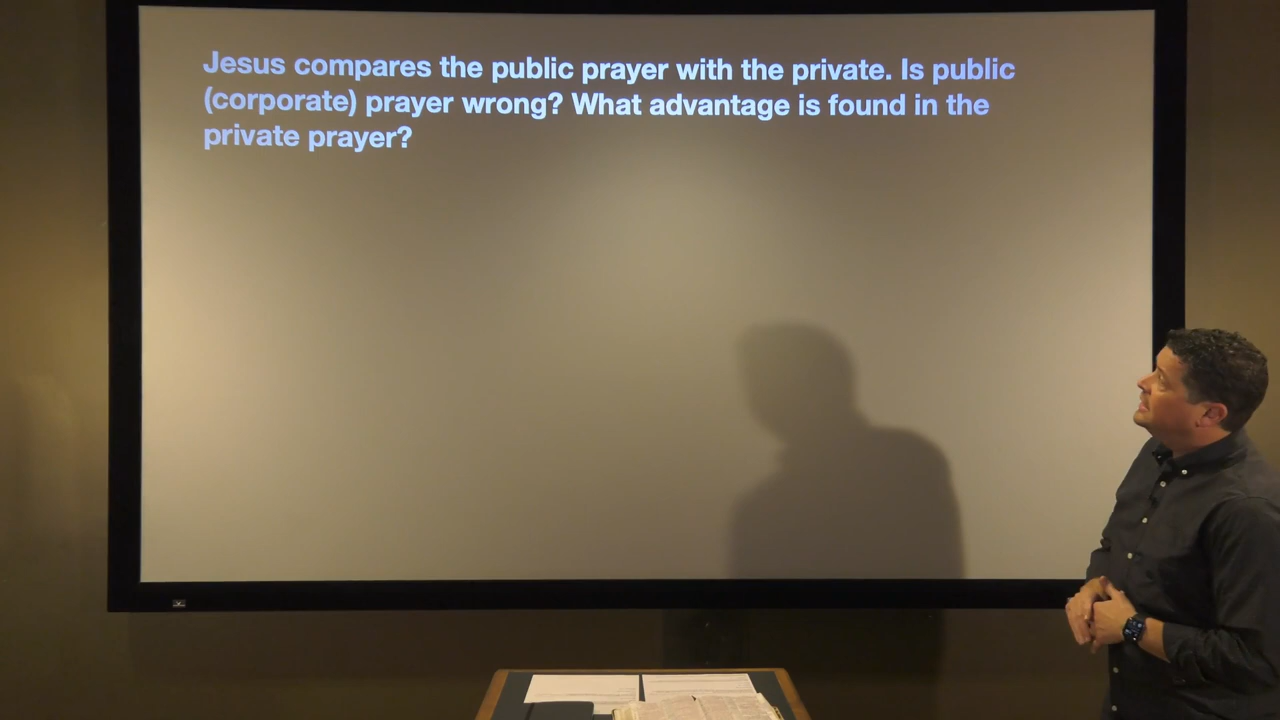 Jesus compares the public prayer with the private. Is public
(corporate) prayer wrong? What advantage is found in the
private prayer?